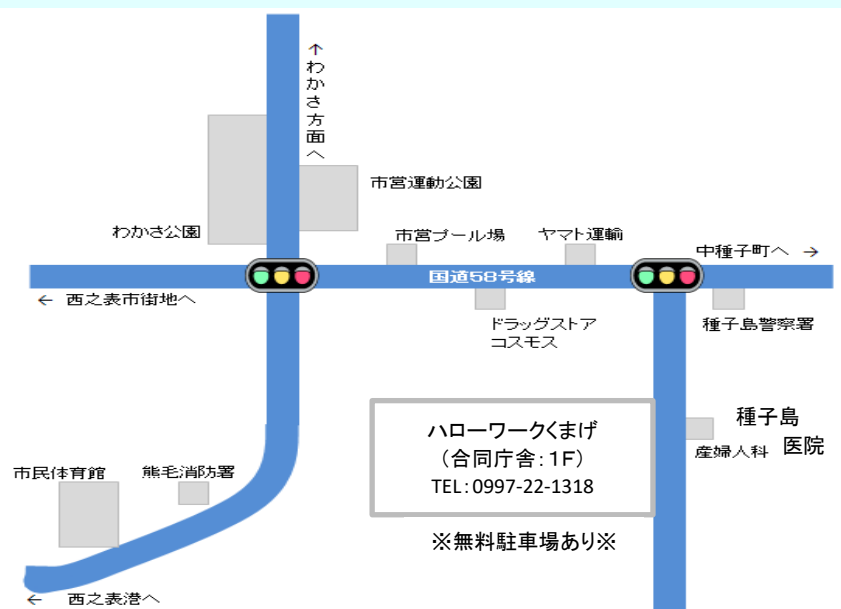 ↑わかさ方面へ
市営運動公園
わかさ公園
市営プール場
ヤマト運輸
中種子町へ →
国道58号線
← 西之表市街地へ
ドラッグストア
コスモス
種子島警察署
ハローワークくまげ
（合同庁舎：１Ｆ）
TEL：0997-22-1318
種子島
産婦人科 医院
市民体育館
熊毛消防署
※無料駐車場あり※
← 西之表港へ